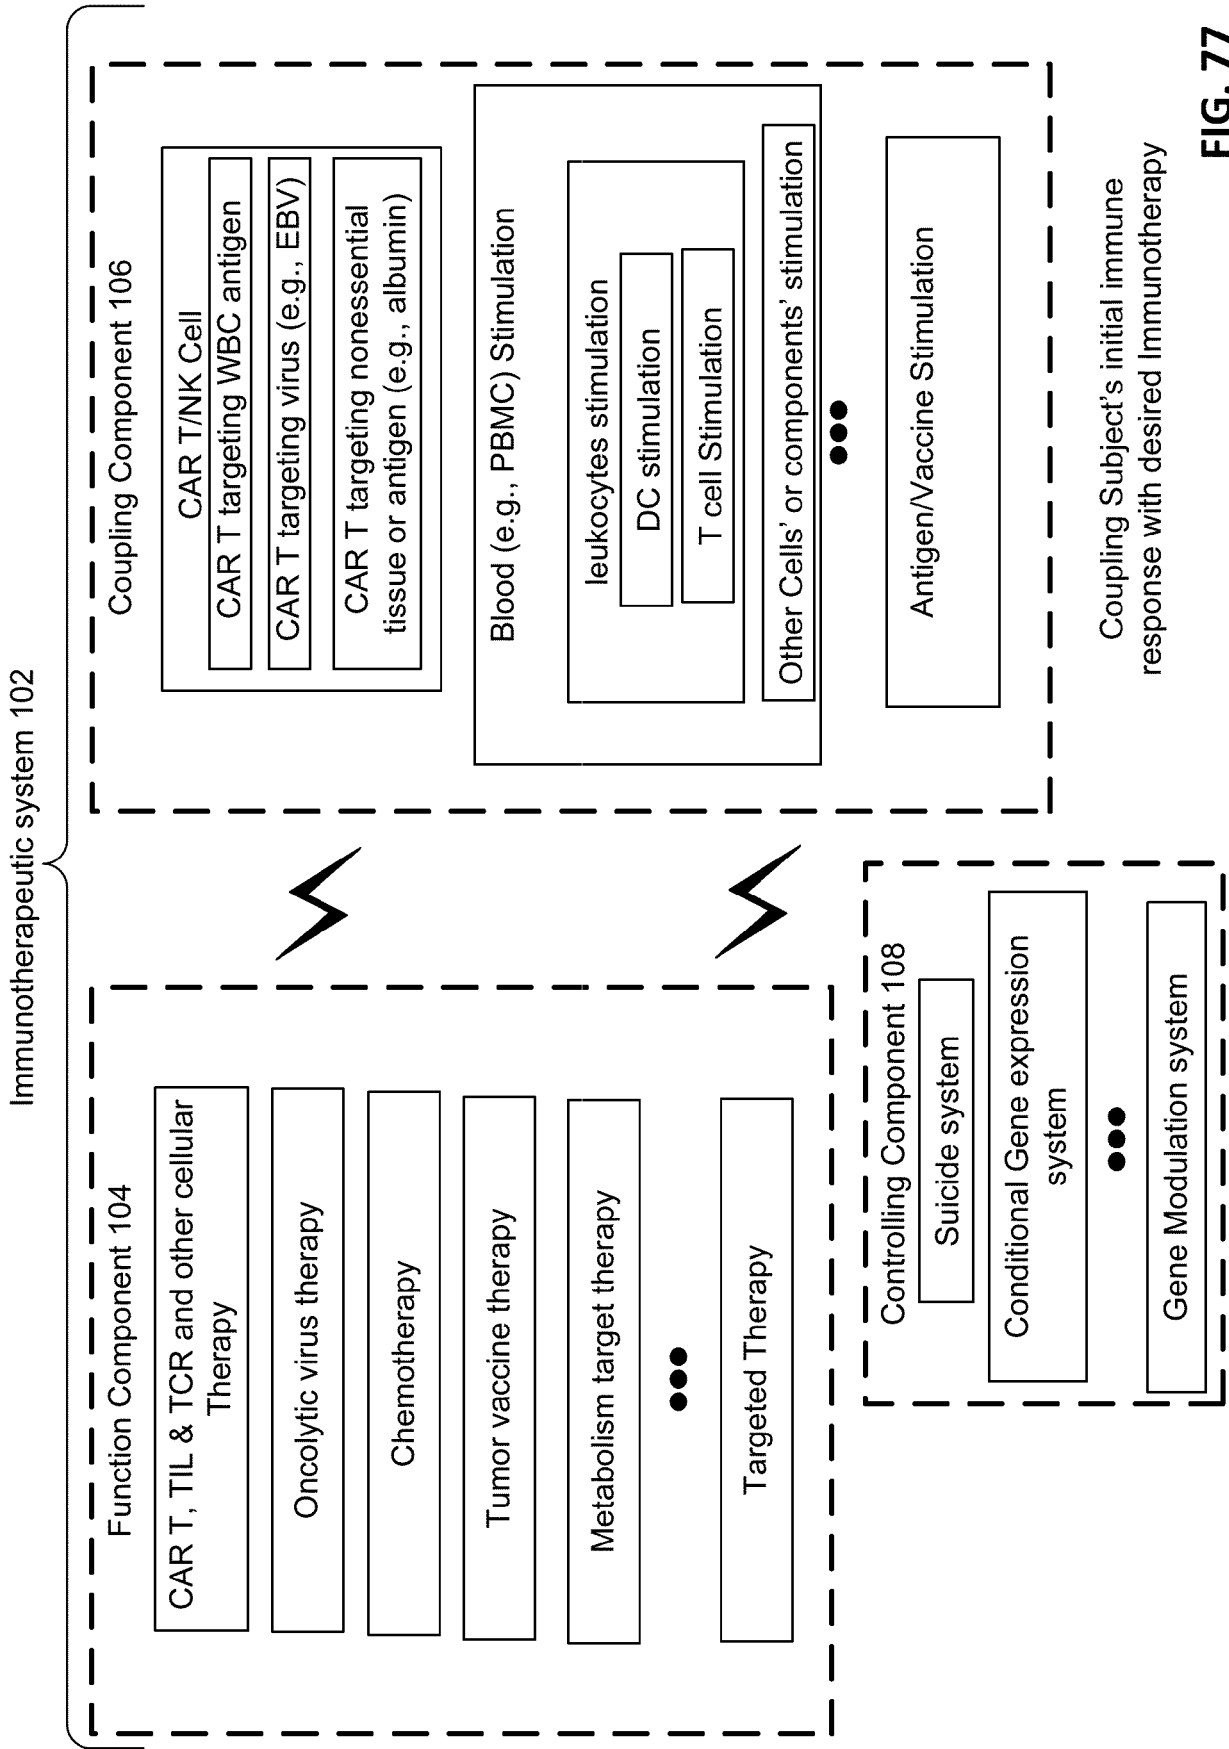 Immunotherapeutic system 102
Function Component 104
CAR T, TIL & TCR and other cellular
Therapy
Oncolytic virus therapy
Chemotherapy
Tumor vaccine therapy
Metabolism target therapy
Targeted Therapy
Coupling Component 106
CAR T/NK Cell
CAR T targeting WBC antigen
CAR T targeting virus (e.g., EBV)
CAR T targeting nonessential
tissue or antigen (e.g., albumin)
Blood (e.g., PBMC) Stimulation
leukocytes stimulation
DC stimulation
T cell Stimulation
Other Cells' or components' stimulation
Antigen/Vaccine Stimulation
Controlling Component 108
Suicide system
Conditional Gene expression
system
Gene Modulation system
Coupling Subject's initial immune
response with desired Immunotherapy
FIG. 77